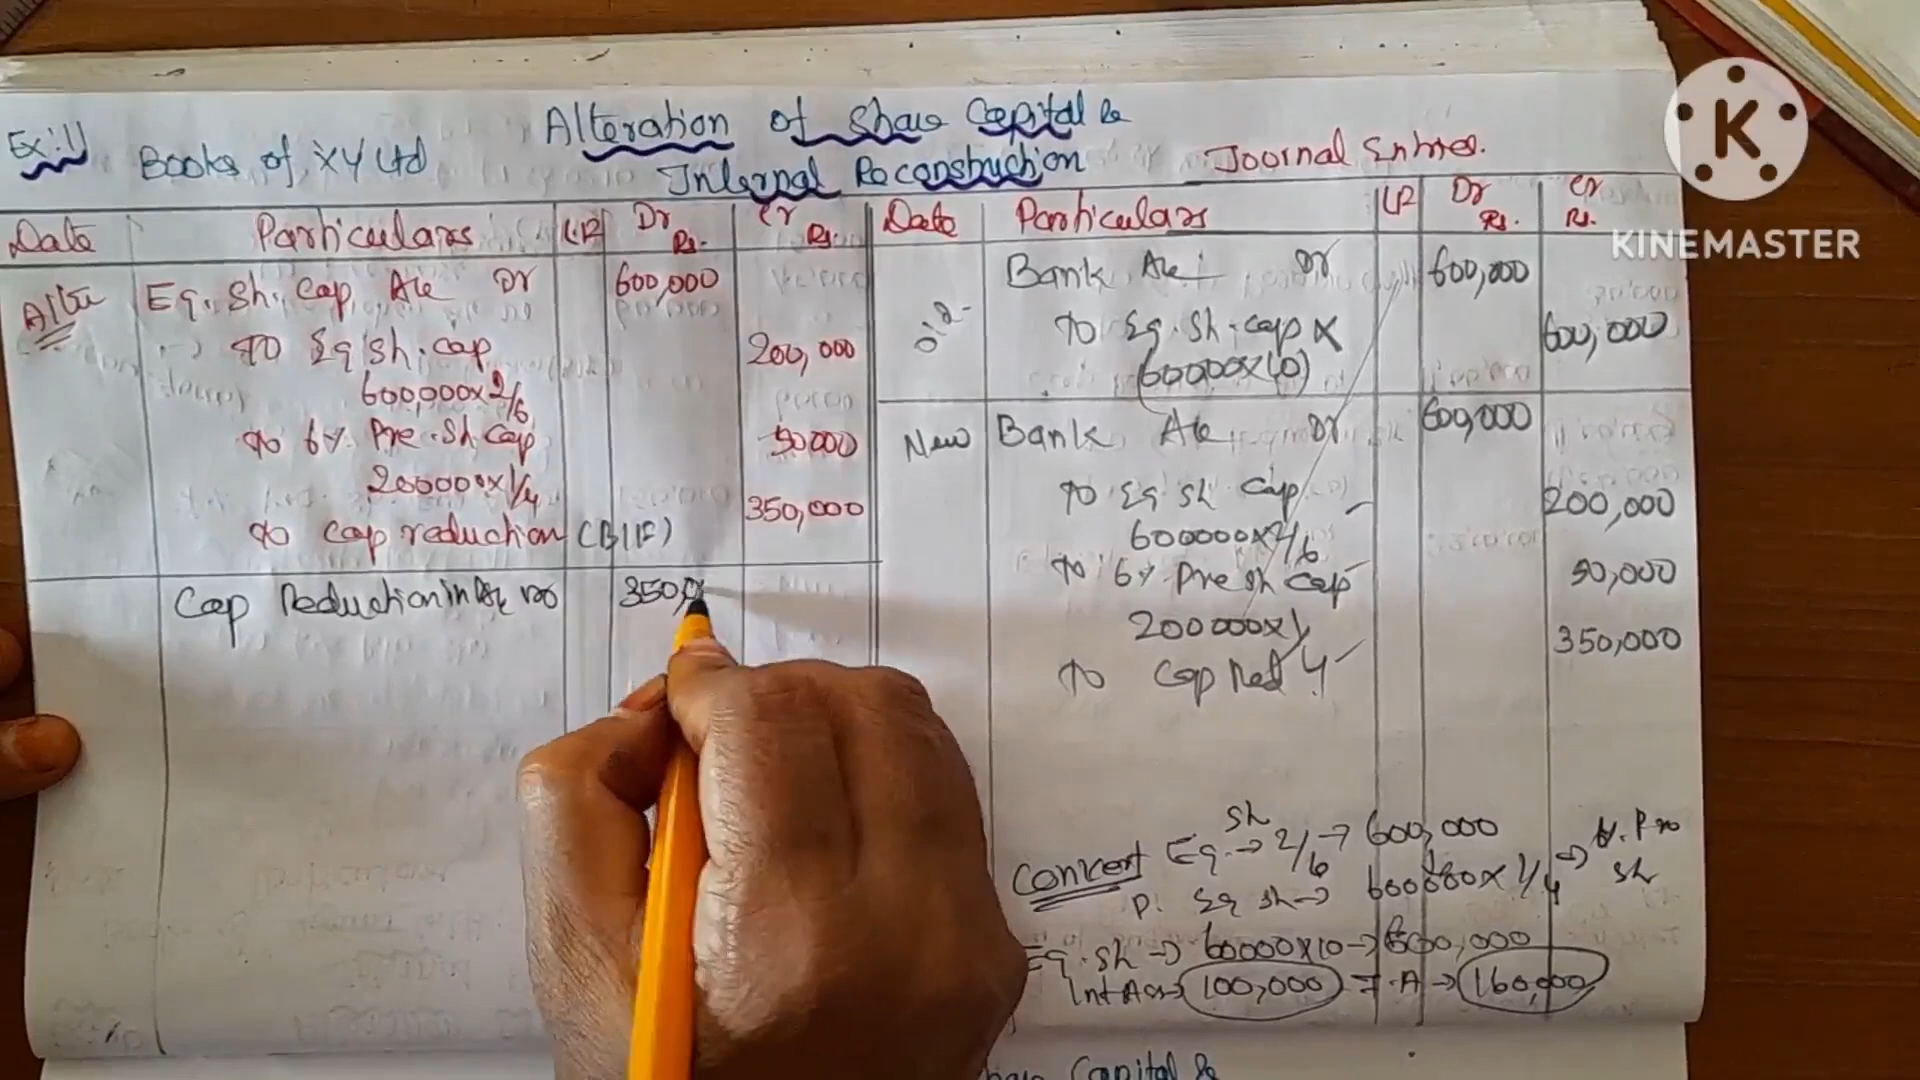 Ex:11
Alteration of Share Capital &
Internal Reconstruction
Books of XY Ltd
Journal Entries.
Date Particulars L.R Dr Rs. Cr Rs.
Alte Eq. Sh. Cap A/c Dr 600,000
To Eq Sh. cap 200,000
600,000x2/6
To 6% Pre. Sh Cap 50000
200000x1/4
To Cap reduction (B/F) 350,000
Cap Reduction 350,0
Date Particulars LR Dr Rs. Cr Rs.
Old Bank A/c Dr 600,000
To Eq. Sh. cap 600,000
(60000x10)
New Bank A/c Dr 600,000
To Eq Sh Cap 200,000
600000x2/6
To 6% Pre Sh Cap 50,000
200000x1/4
To Cap Red 350,000
Convert Eq. Sh → 2/6 → 600,000
P. Eq Sh → x 1/4 →
Sh
Eq. Sh → 60000x10 → 600,000
Int A → 100,000 F.A → 160,000
Capital &
K
KINEMASTER